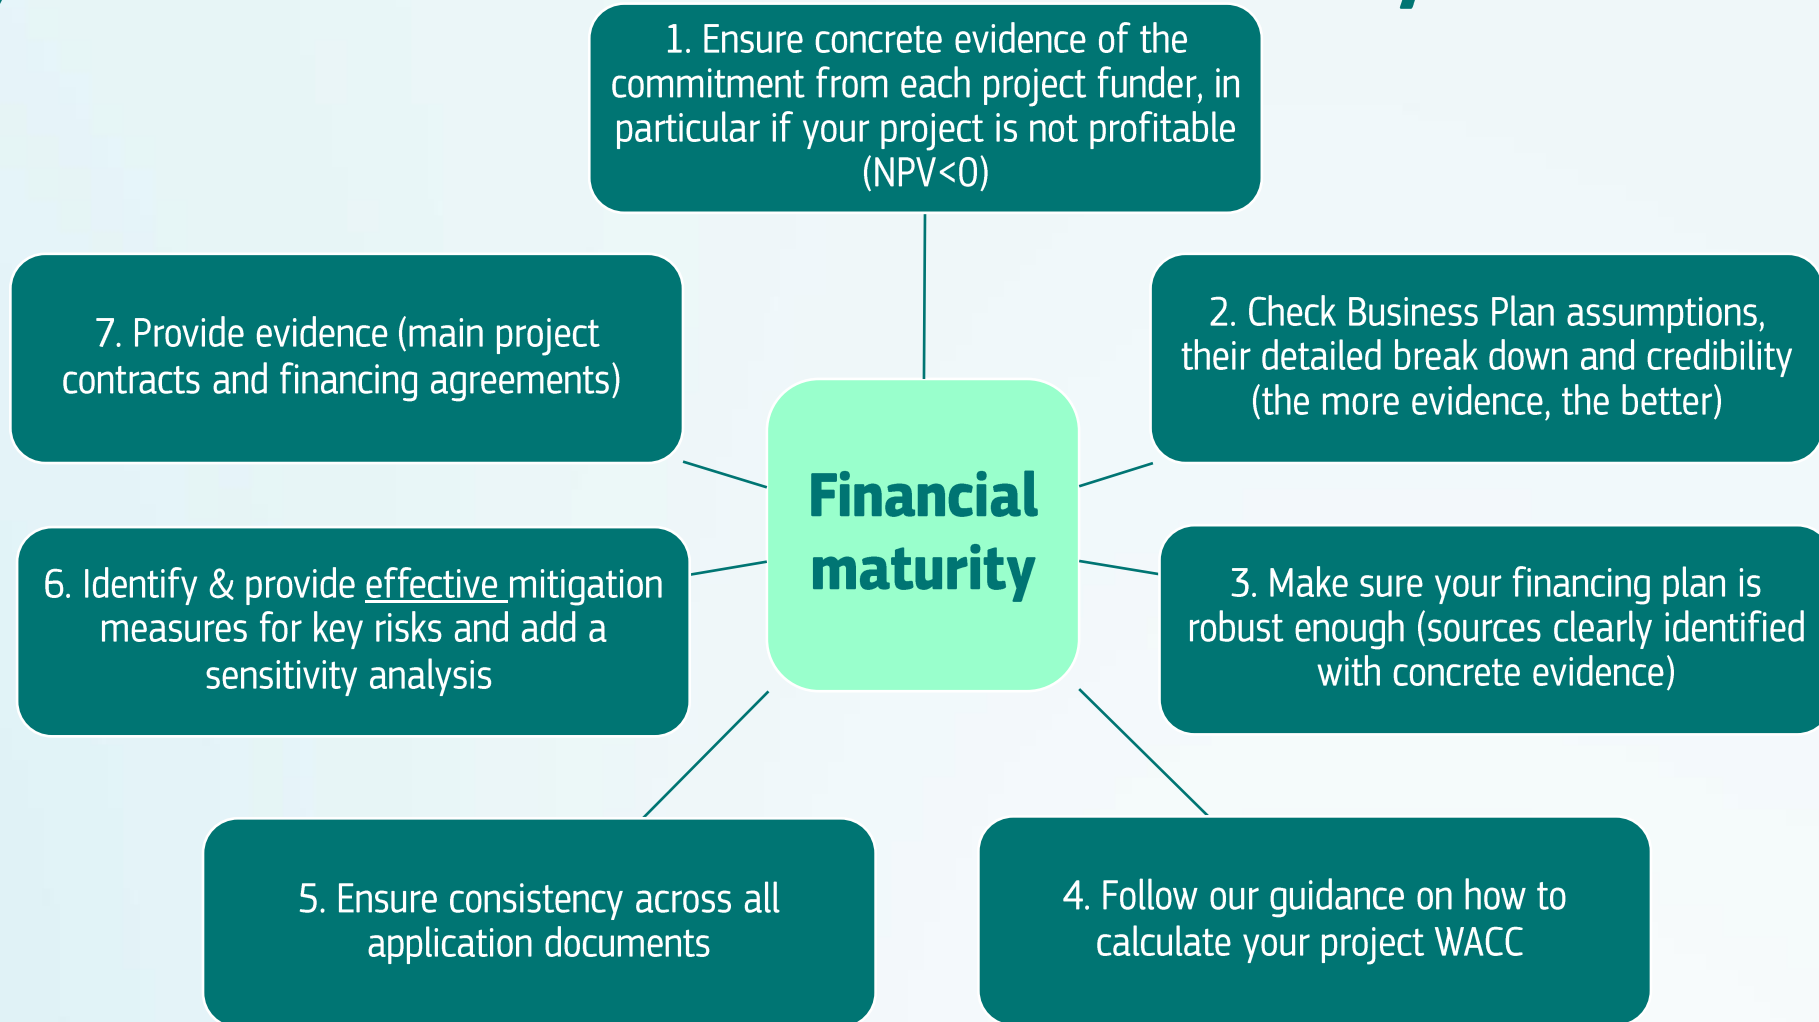 1. Ensure concrete evidence of the
commitment from each project funder, in
particular if your project is not profitable
(NPV<0)
2. Check Business Plan assumptions,
their detailed break down and credibility
(the more evidence, the better)
3. Make sure your financing plan is
robust enough (sources clearly identified
with concrete evidence)
4. Follow our guidance on how to
calculate your project WACC
5. Ensure consistency across all
application documents
6. Identify & provide effective mitigation
measures for key risks and add a
sensitivity analysis
7. Provide evidence (main project
contracts and financing agreements)
Financial
maturity